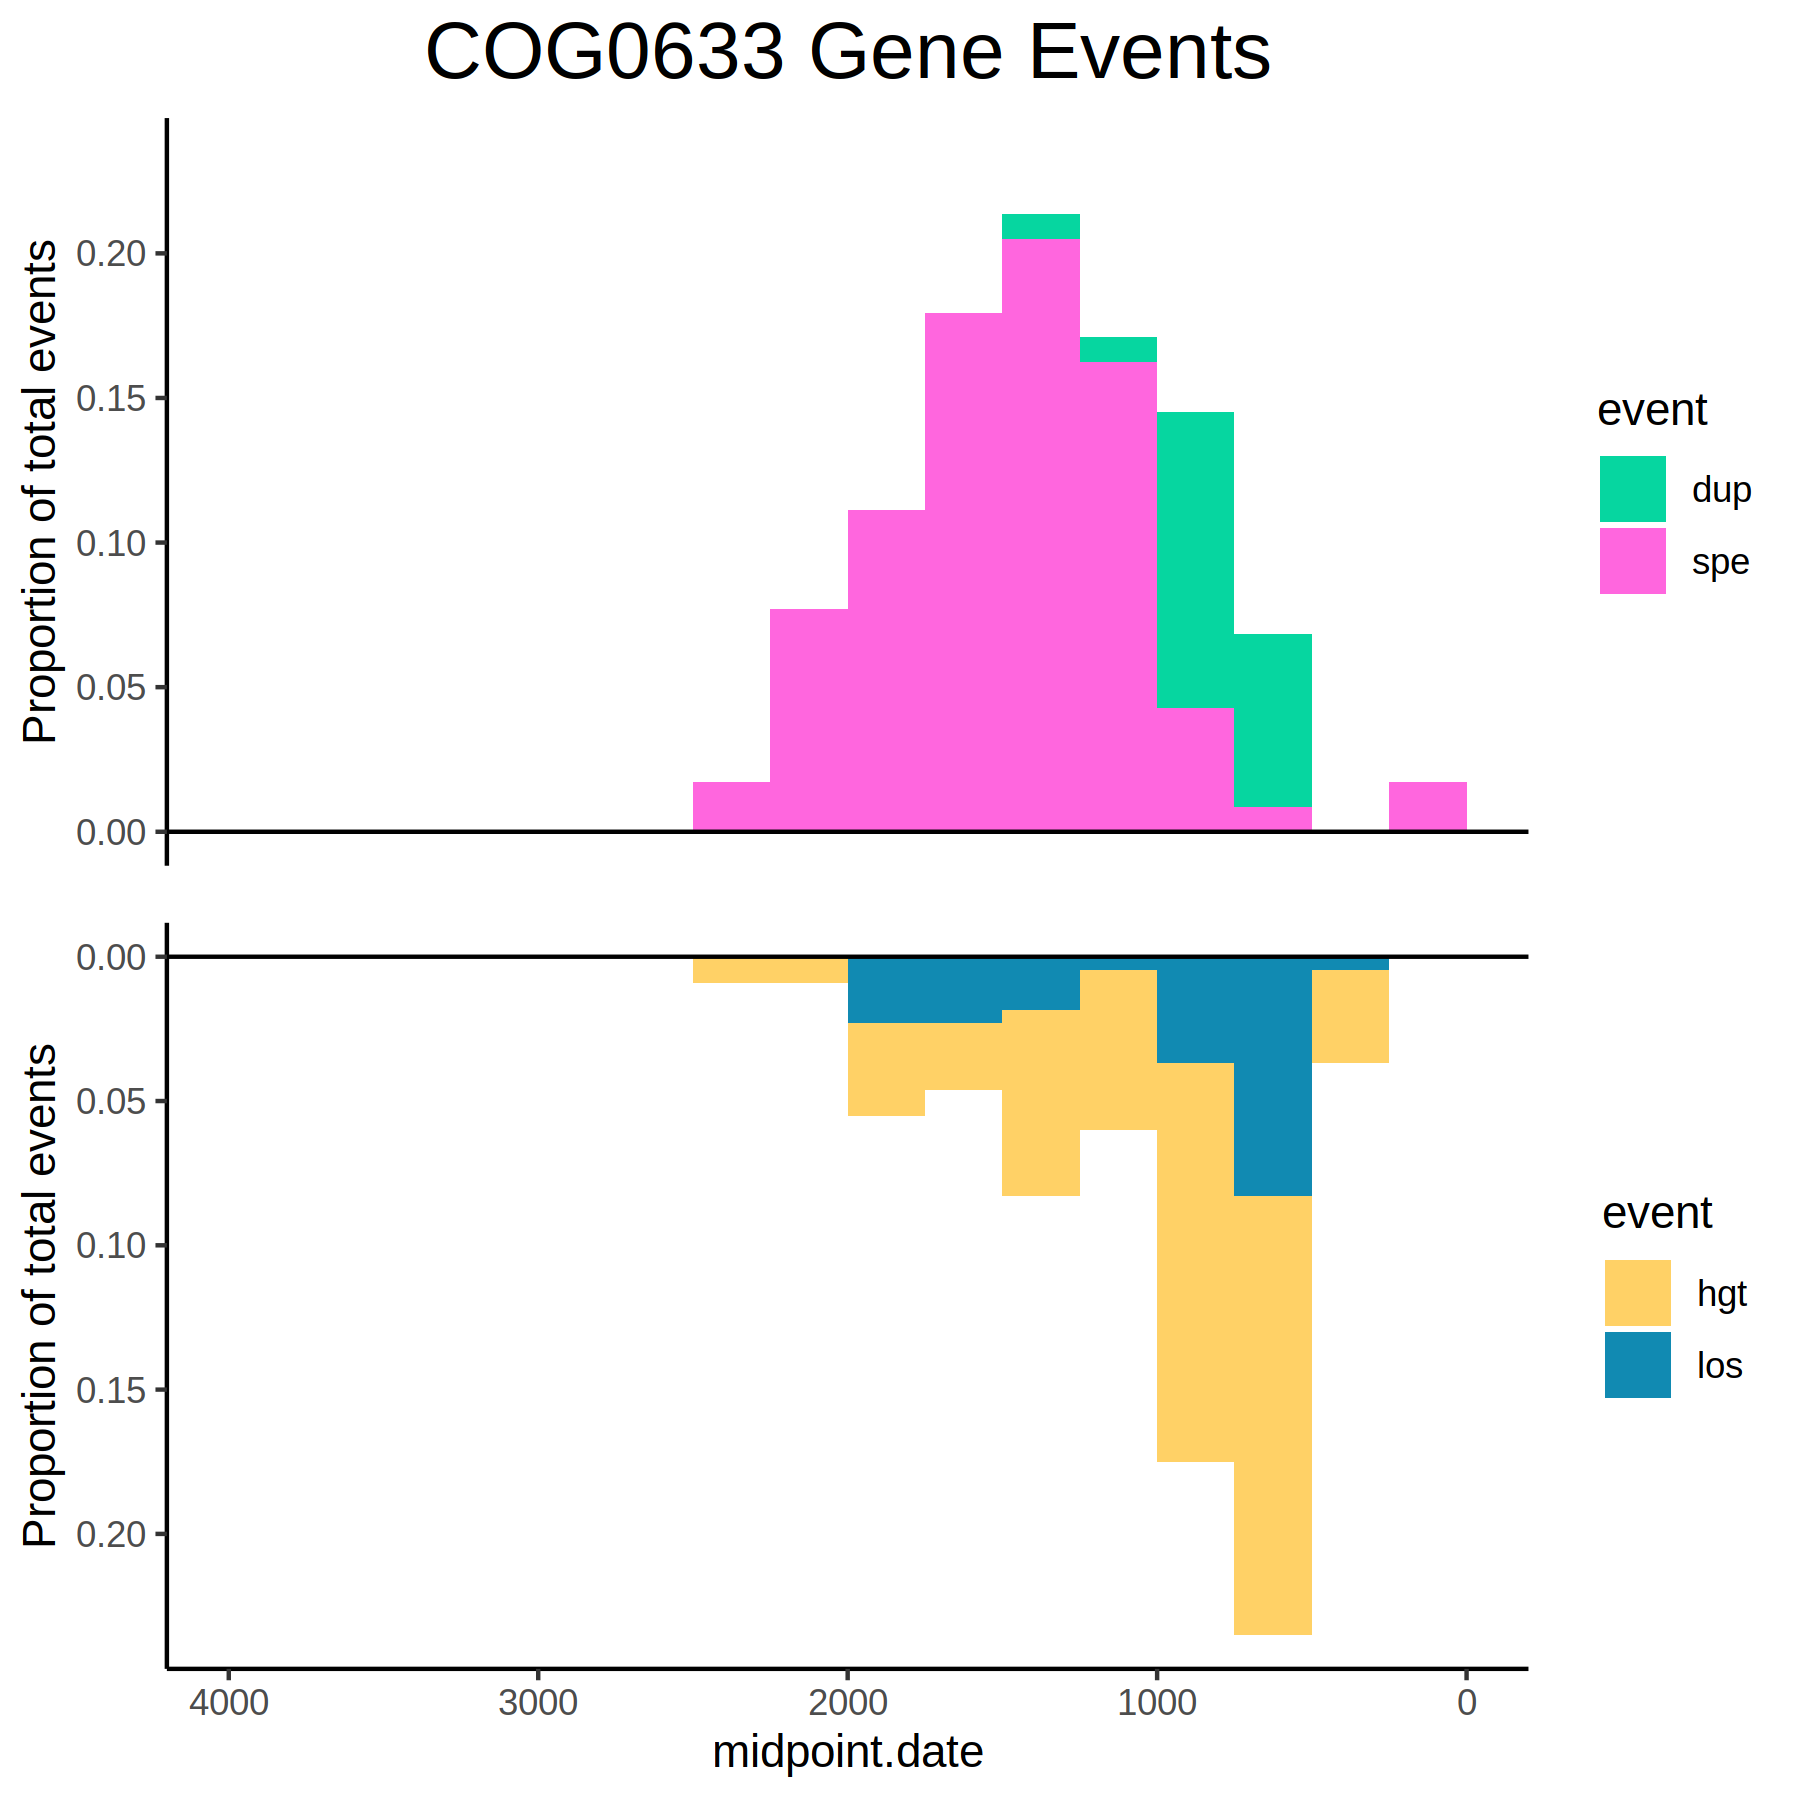 COG0633 Gene Events
Proportion of total events
0.20
0.15
0.10
0.05
0.00
event
dup
spe
Proportion of total events
0.00
0.05
0.10
0.15
0.20
event
hgt
los
4000 3000 2000 1000 0
midpoint.date